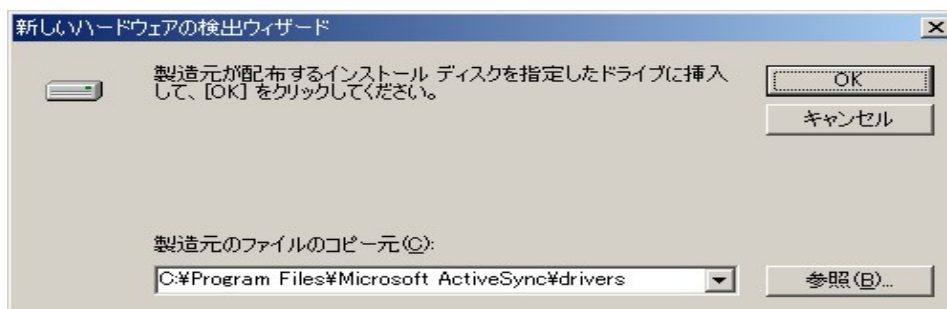 新しいハードウェアの検出ウィザード
製造元が配布するインストール ディスクを指定したドライブに挿入
して、[OK] をクリックしてください。
OK
キャンセル
製造元のファイルのコピー元(C):
C:¥Program Files¥Microsoft ActiveSync¥drivers
参照(B)...